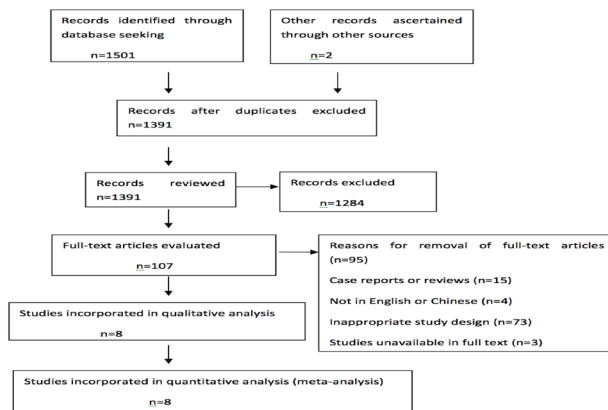 Records identified through
database seeking
n=1501
Other records ascertained
through other sources
n=2
Records after duplicates excluded
n=1391
Records reviewed
n=1391
Records excluded
n=1284
Full-text articles evaluated
n=107
Reasons for removal of full-text articles
(n=95)
Case reports or reviews (n=15)
Not in English or Chinese (n=4)
Inappropriate study design (n=73)
Studies unavailable in full text (n=3)
Studies incorporated in qualitative analysis
n=8
Studies incorporated in quantitative analysis (meta-analysis)
n=8